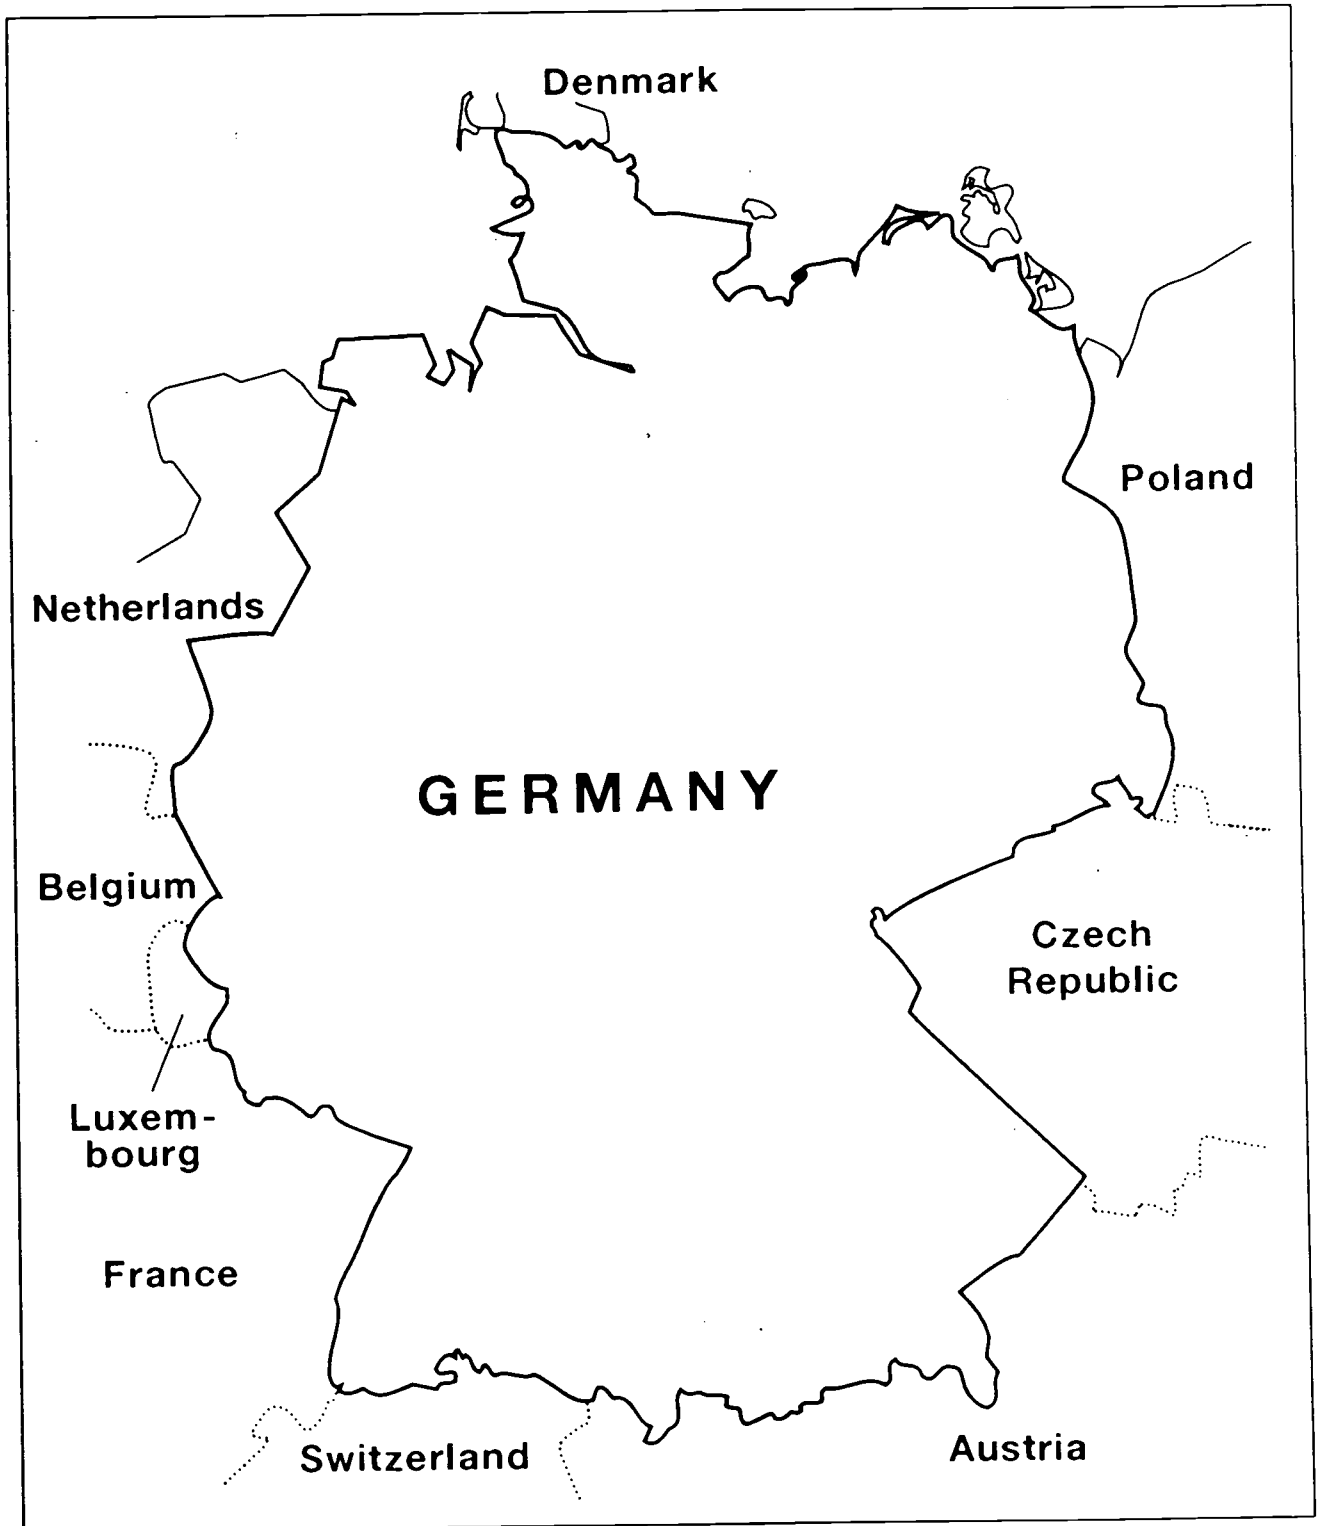 Denmark
Poland
Netherlands
GERMANY
Belgium
Czech
Republic
Luxem-
bourg
France
Switzerland
Austria